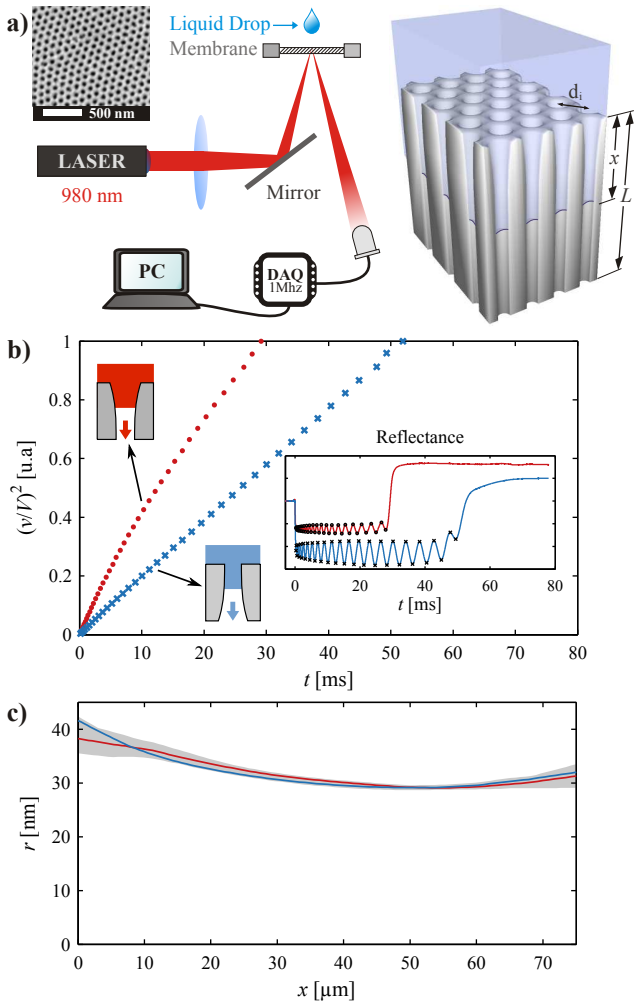 a)
500 nm
Liquid Drop
Membrane
LASER
980 nm
Mirror
PC
DAQ
1Mhz
dᵢ
x
L
b)
(v/V)² [u.a]
1
0.8
0.6
0.4
0.2
0
0 10 20 30 40 50 60 70 80
t [ms]
Reflectance
0 20 40 60 80
t [ms]
c)
r [nm]
40
30
20
10
0
0 10 20 30 40 50 60 70
x [µm]